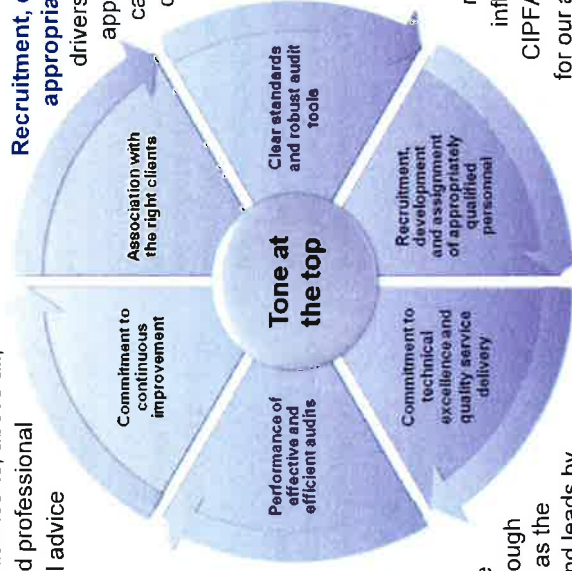 d professional
l advice
Recruitment,
appropria
drivers
app
ca
Commitment to
continuous
improvement
Association with
the right clients
Performance of
effective and
efficient audits
Tone at
the top
Clear standards
and robust audit
tools
Commitment to
technical
excellence and
quality service
delivery
Recruitment,
development
and assignment
of appropriately
qualified
personnel
ough
as the
nd leads by
infl
CIPFA
for our a